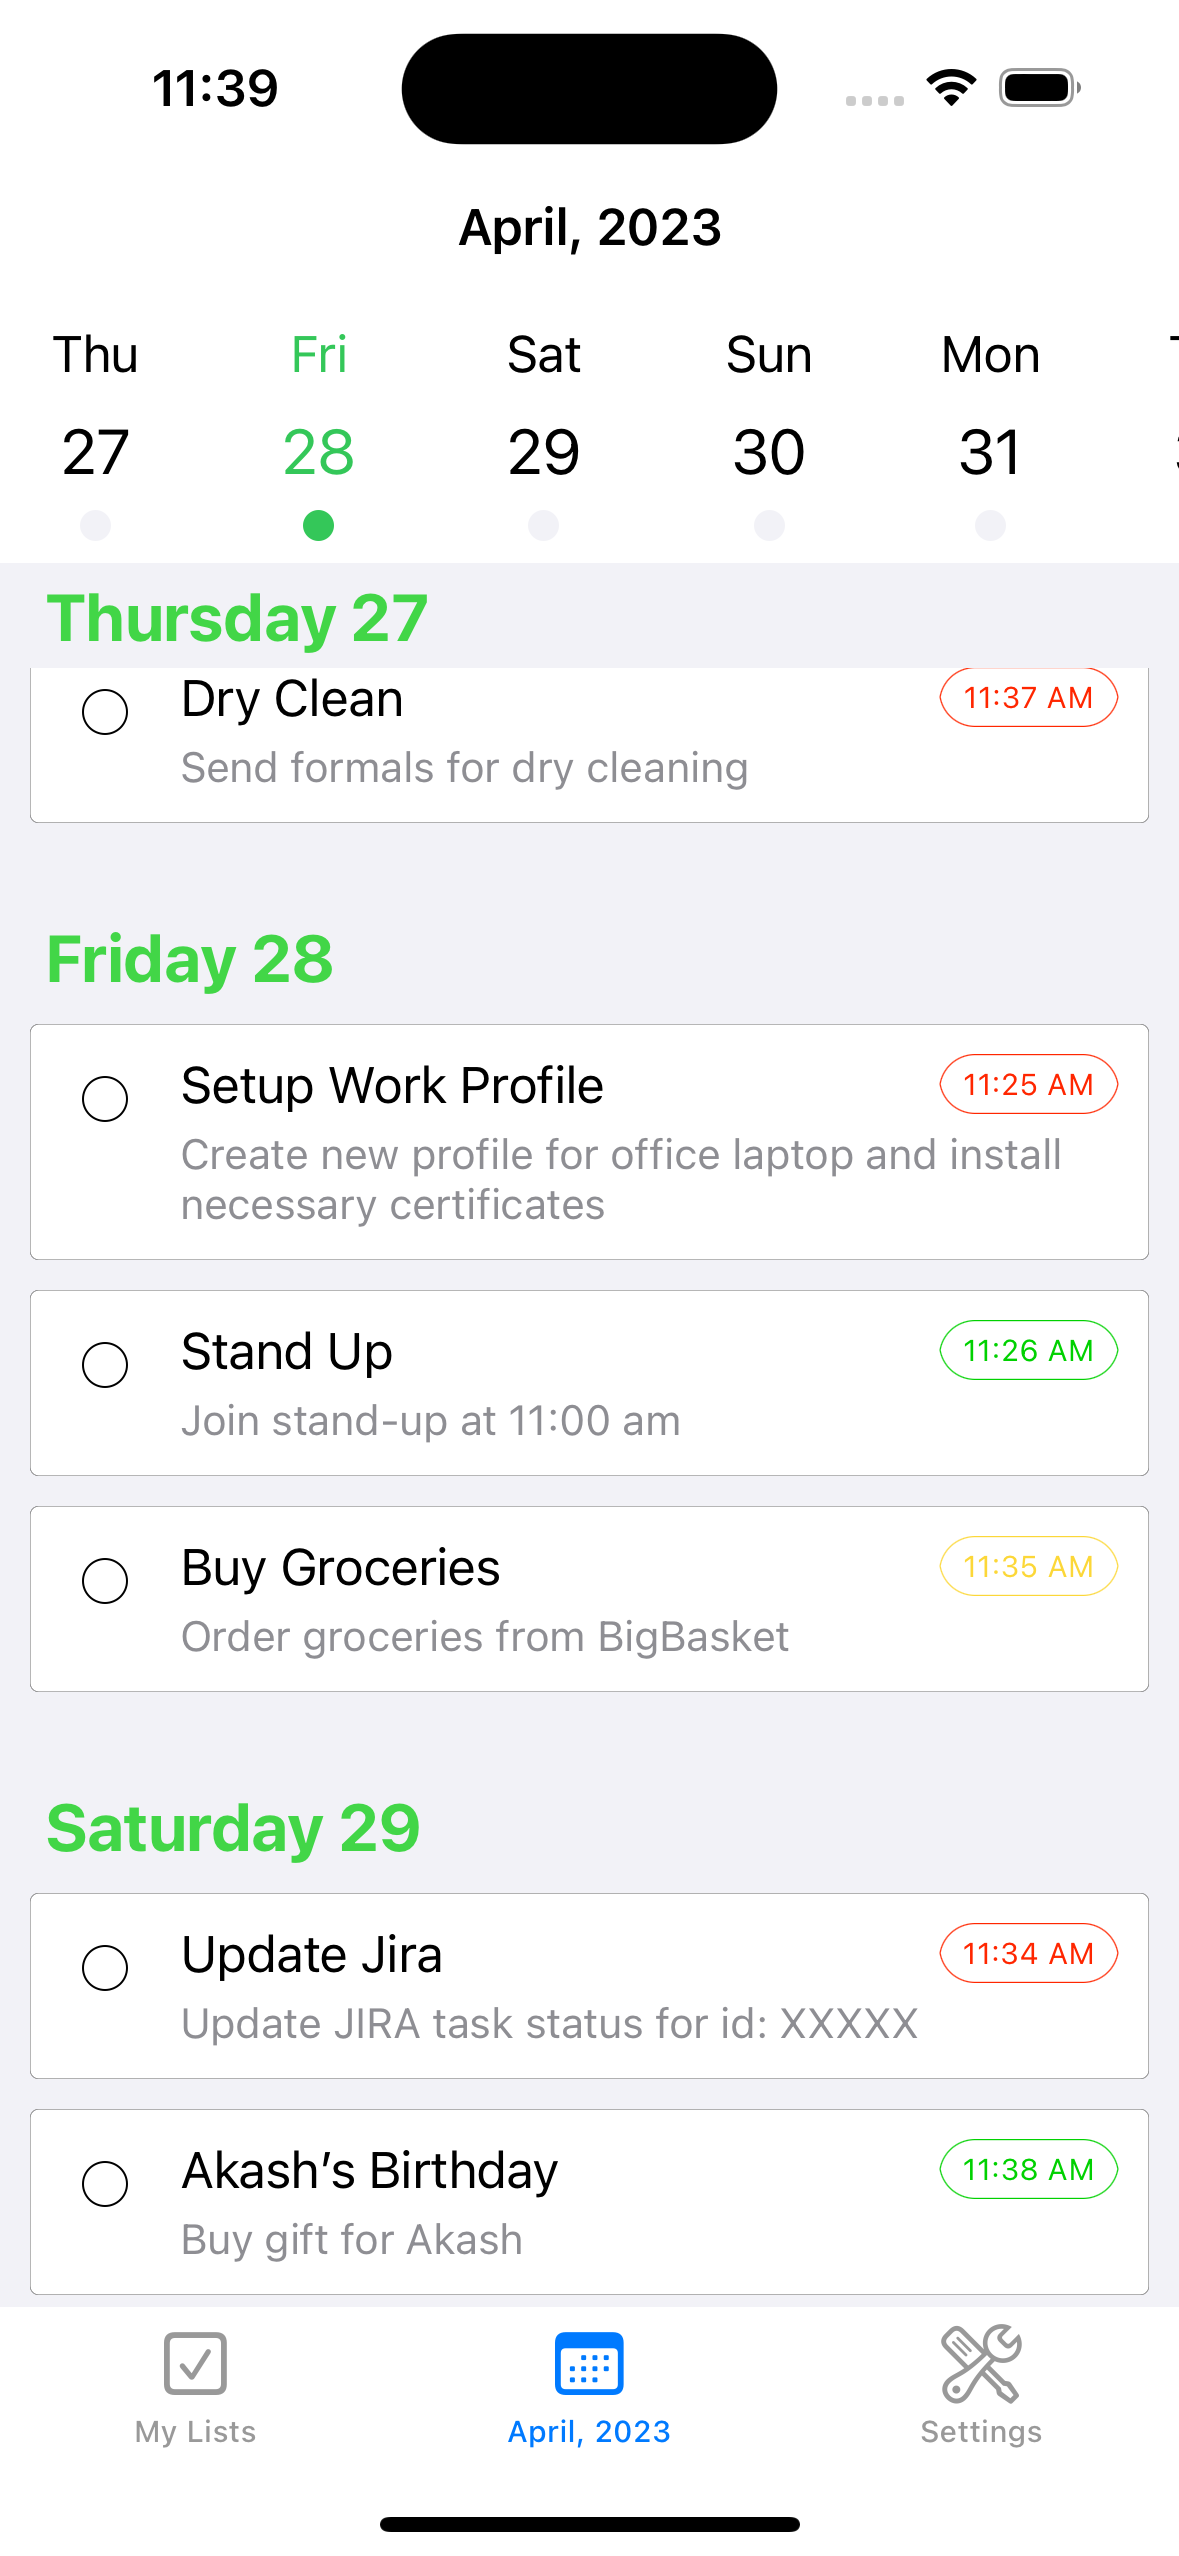 11:39
April, 2023
Thu Fri Sat Sun Mon
27 28 29 30 31
Thursday 27
Dry Clean 11:37 AM
Send formals for dry cleaning
Friday 28
Setup Work Profile 11:25 AM
Create new profile for office laptop and install
necessary certificates
Stand Up 11:26 AM
Join stand-up at 11:00 am
Buy Groceries 11:35 AM
Order groceries from BigBasket
Saturday 29
Update Jira 11:34 AM
Update JIRA task status for id: XXXXX
Akash’s Birthday 11:38 AM
Buy gift for Akash
My Lists April, 2023 Settings